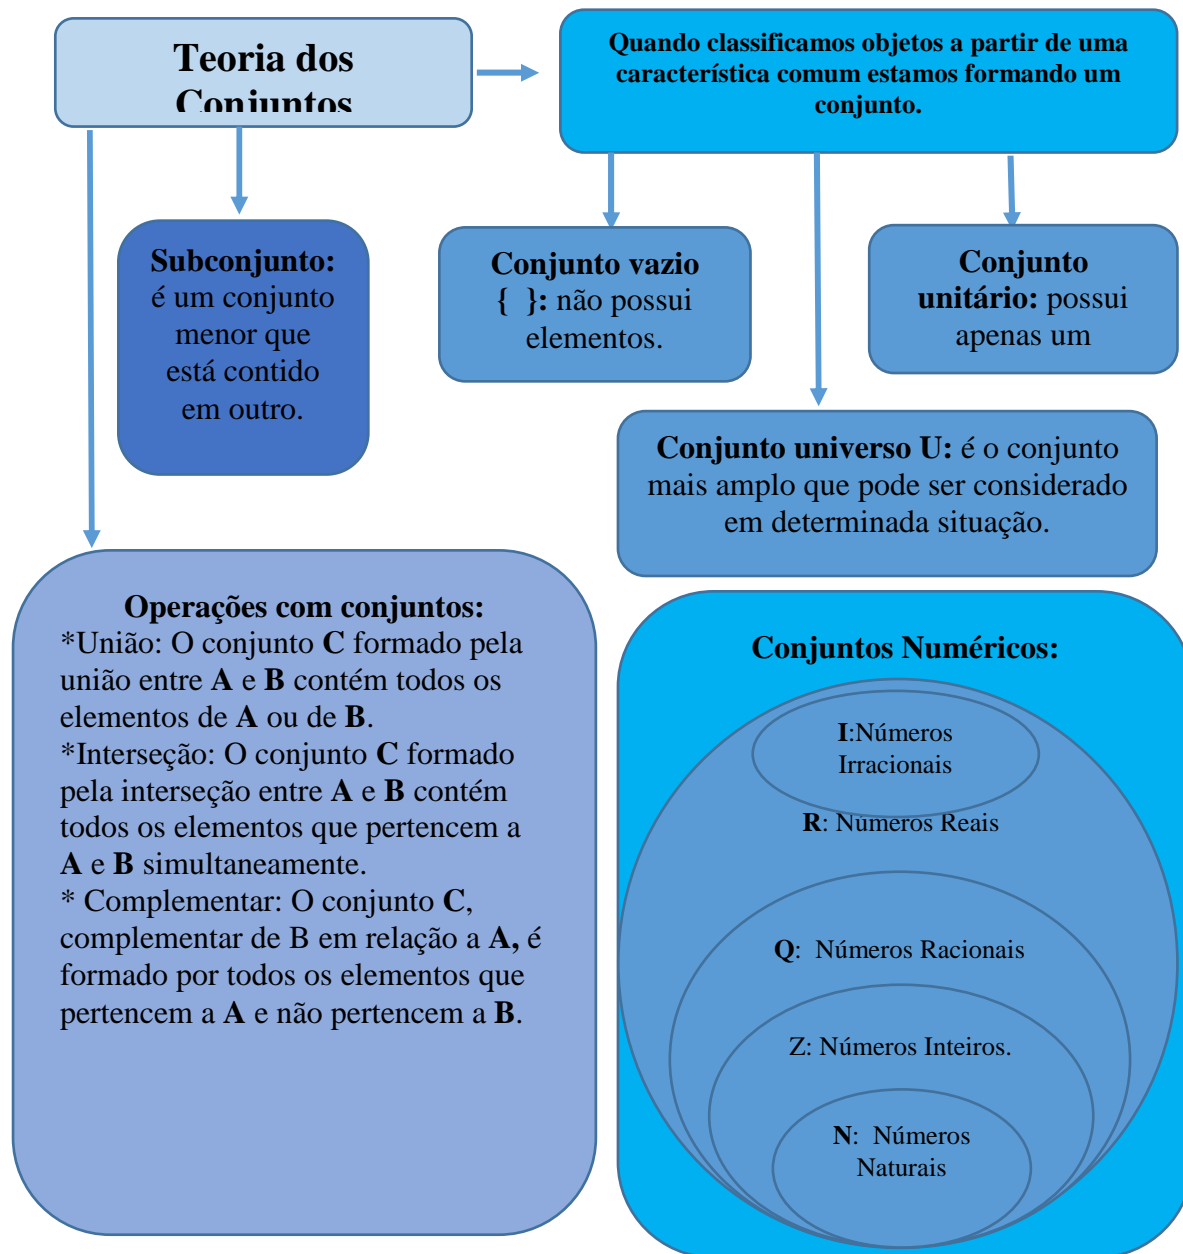 Teoria dos
Conjuntos
Quando classificamos objetos a partir de uma
característica comum estamos formando um
conjunto.
Subconjunto:
é um conjunto
menor que
está contido
em outro.
Conjunto vazio
{  }: não possui
elementos.
Conjunto
unitário: possui
apenas um
Conjunto universo U: é o conjunto
mais amplo que pode ser considerado
em determinada situação.
Operações com conjuntos:
*União: O conjunto C formado pela
união entre A e B contém todos os
elementos de A ou de B.
*Interseção: O conjunto C formado
pela interseção entre A e B contém
todos os elementos que pertencem a
A e B simultaneamente.
* Complementar: O conjunto C,
complementar de B em relação a A, é
formado por todos os elementos que
pertencem a A e não pertencem a B.
Conjuntos Numéricos:
I:Números
Irracionais
R: Números Reais
Q:  Números Racionais
Z: Números Inteiros.
N:  Números
Naturais